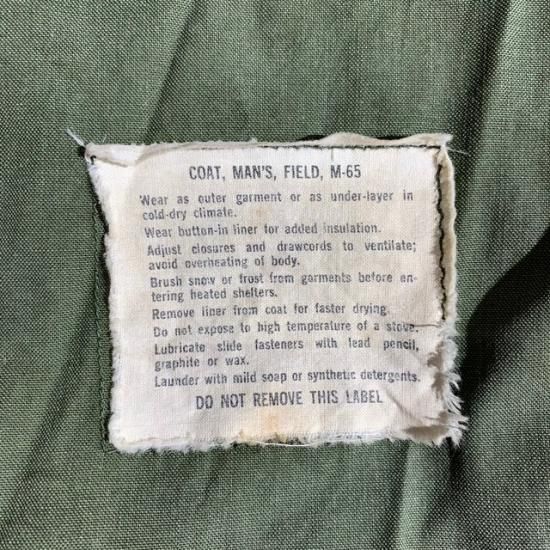 COAT, MAN'S, FIELD, M-65
Wear as outer garment or as under-layer in
cold-dry climate.
Wear button-in liner for added insulation.
Adjust closures and drawcords to ventilate;
avoid overheating of body.
Brush snow or frost from garments before en-
tering heated shelters.
Remove liner from coat for faster drying.
Do not expose to high temperature of a stove.
Lubricate slide fasteners with lead pencil,
graphite or wax.
Launder with mild soap or synthetic detergents.
DO NOT REMOVE THIS LABEL